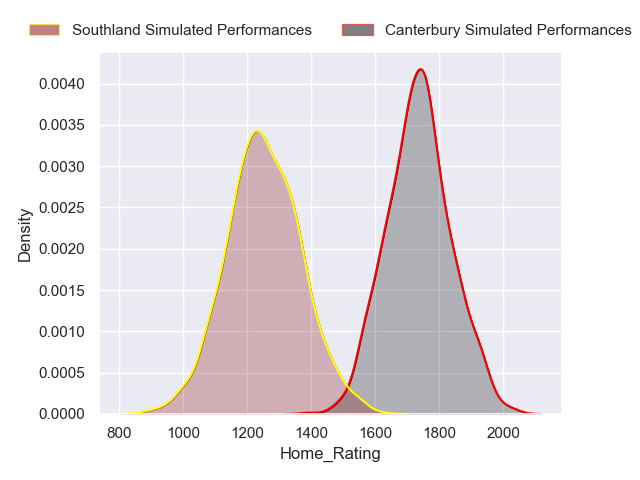 Southland Simulated Performances
Canterbury Simulated Performances
0.0040
0.0035
0.0030
0.0025
0.0020
0.0015
0.0010
0.0005
0.0000
Density
800 1000 1200 1400 1600 1800 2000
Home_Rating